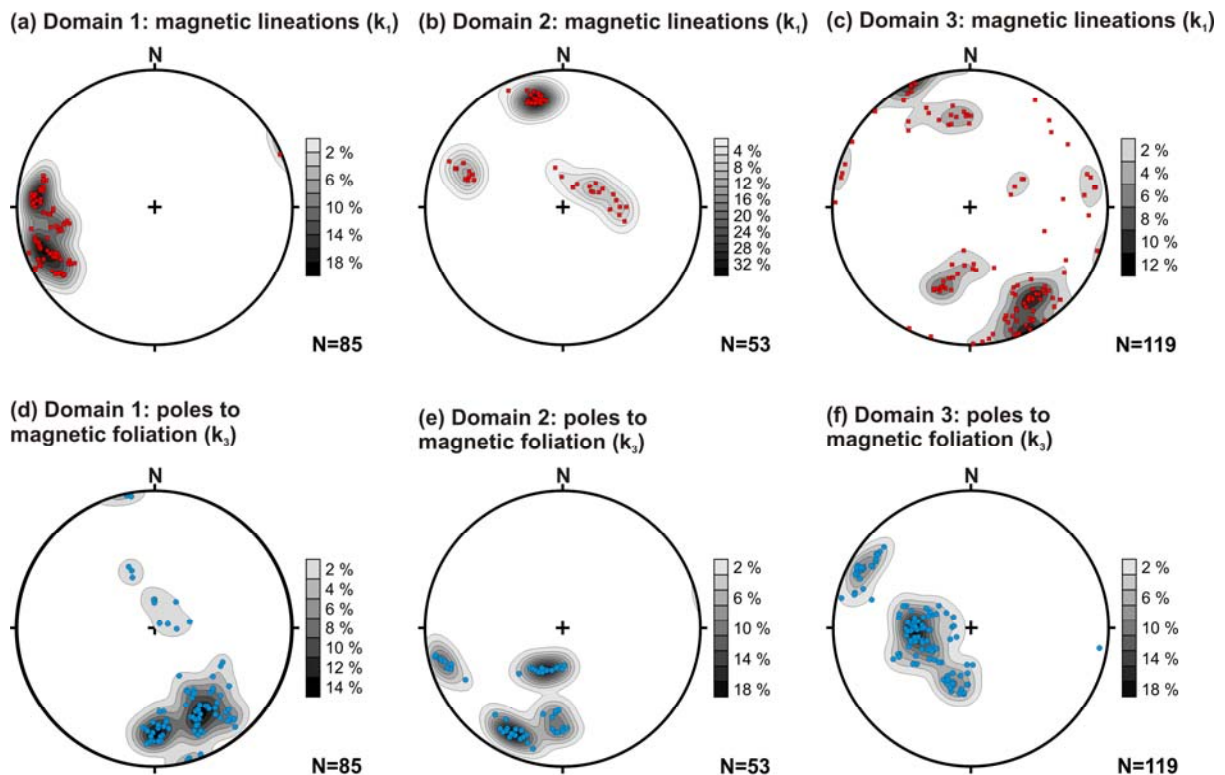 (a) Domain 1: magnetic lineations (k₁)
(b) Domain 2: magnetic lineations (k₁)
(c) Domain 3: magnetic lineations (k₁)
N
N
N
2 %
6 %
10 %
14 %
18 %
4 %
8 %
12 %
16 %
20 %
24 %
28 %
32 %
2 %
4 %
6 %
8 %
10 %
12 %
N=85
N=53
N=119
(d) Domain 1: poles to
magnetic foliation (k₃)
(e) Domain 2: poles to
magnetic foliation (k₃)
(f) Domain 3: poles to
magnetic foliation (k₃)
N
N
N
2 %
4 %
6 %
8 %
10 %
12 %
14 %
2 %
6 %
10 %
14 %
18 %
2 %
6 %
10 %
14 %
18 %
N=85
N=53
N=119